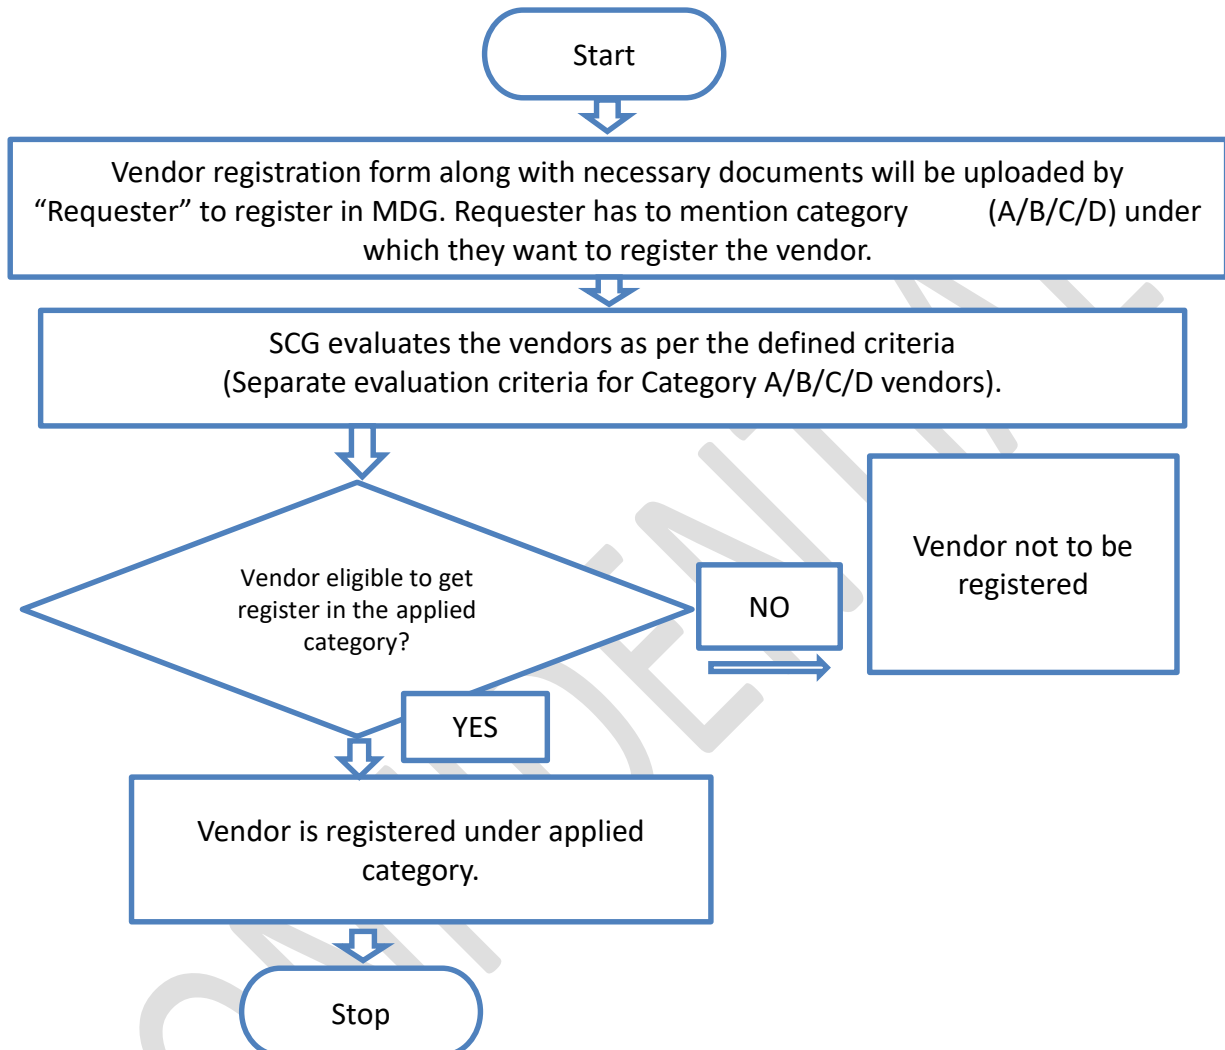 Start
Vendor registration form along with necessary documents will be uploaded by
“Requester” to register in MDG. Requester has to mention category (A/B/C/D) under
which they want to register the vendor.
SCG evaluates the vendors as per the defined criteria
(Separate evaluation criteria for Category A/B/C/D vendors).
Vendor eligible to get
register in the applied
category?
NO
Vendor not to be
registered
YES
Vendor is registered under applied
category.
Stop